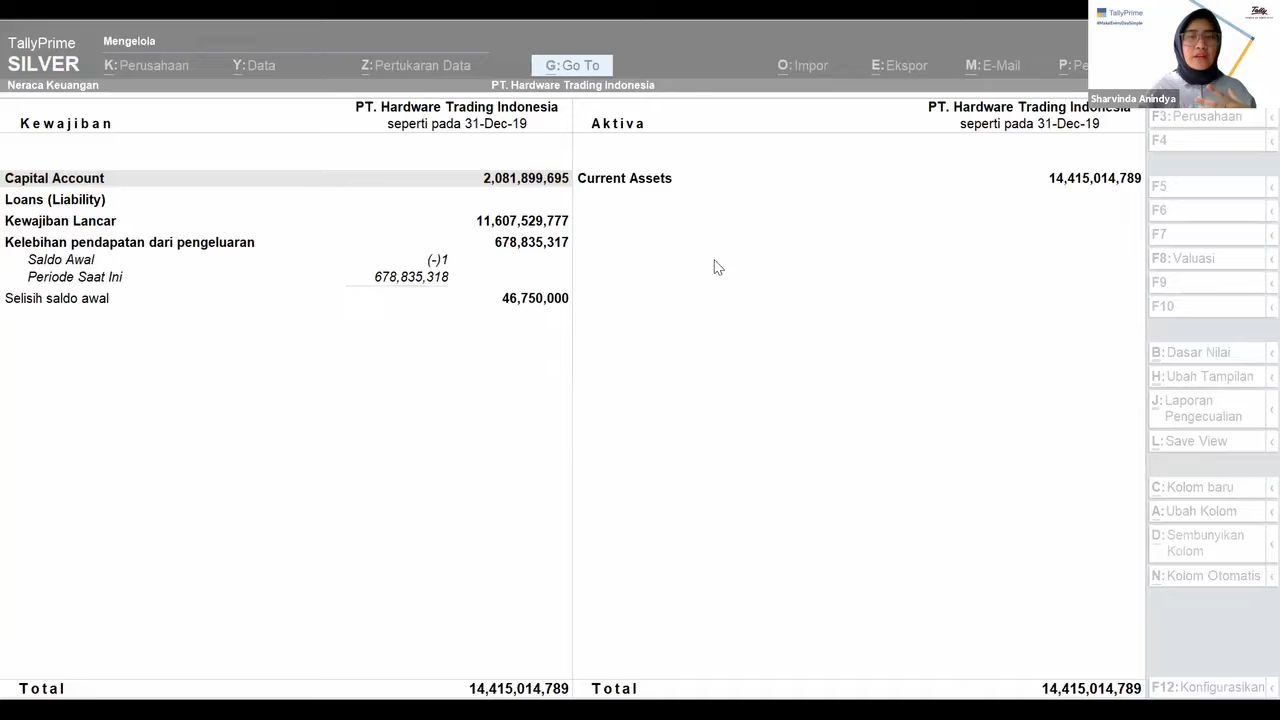 TallyPrime
SILVER
Mengelola
K: Perusahaan
Y: Data
Z: Pertukaran Data
G: Go To
O: Impor
E: Ekspor
M: E-Mail
Neraca Keuangan
PT. Hardware Trading Indonesia
TallyPrime
#MakeEverydaySimple
Tally
Sharvinda Anindya
Kewajiban
PT. Hardware Trading Indonesia
seperti pada 31-Dec-19
Aktiva
PT. Hardware Trading Indonesia
seperti pada 31-Dec-19
Capital Account 2,081,899,695
Loans (Liability)
Kewajiban Lancar 11,607,529,777
Kelebihan pendapatan dari pengeluaran 678,835,317
Saldo Awal (-)1
Periode Saat Ini 678,835,318
Selisih saldo awal 46,750,000
Total 14,415,014,789
Current Assets 14,415,014,789
Total 14,415,014,789
F3: Perusahaan
F4
F5
F6
F7
F8: Valuasi
F9
F10
B: Dasar Nilai
H: Ubah Tampilan
J: Laporan
Pengecualian
L: Save View
C: Kolom baru
A: Ubah Kolom
D: Sembunyikan
Kolom
N: Kolom Otomatis
F12: Konfigurasikan